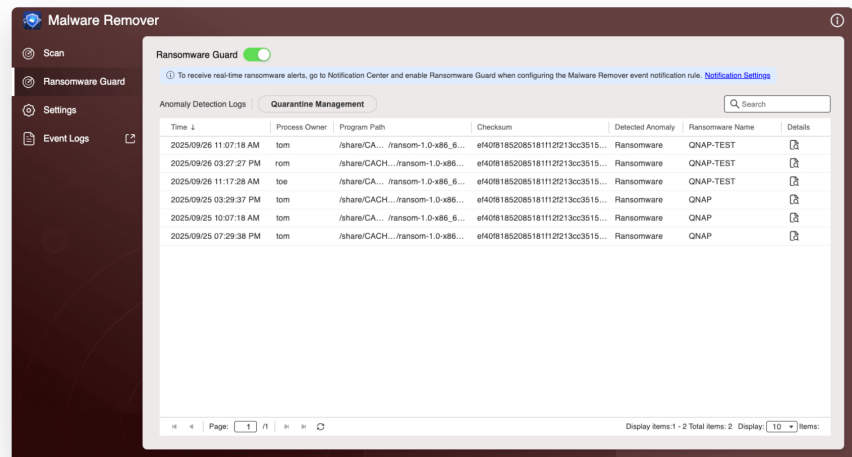 Malware Remover
Scan
Ransomware Guard
Settings
Event Logs
Ransomware Guard
To receive real-time ransomware alerts, go to Notification Center and enable Ransomware Guard when configuring the Malware Remover event notification rule. Notification Settings
Anomaly Detection Logs Quarantine Management Search
Time ↓ Process Owner Program Path Checksum Detected Anomaly Ransomware Name Details
2025/09/26 11:07:18 AM tom /share/CA... /ransom-1.0-x86_6... ef40f81852085181f12f213cc3515... Ransomware QNAP-TEST
2025/09/26 03:27:27 PM rom /share/CACH.../ransom-1.0-x86... ef40f81852085181f12f213cc3515... Ransomware QNAP-TEST
2025/09/26 11:17:28 AM toe /share/CA... /ransom-1.0-x86_6... ef40f81852085181f12f213cc3515... Ransomware QNAP-TEST
2025/09/25 03:29:37 PM tom /share/CACH.../ransom-1.0-x86... ef40f81852085181f12f213cc3515... Ransomware QNAP
2025/09/25 10:07:18 AM tom /share/CA... /ransom-1.0-x86_6... ef40f81852085181f12f213cc3515... Ransomware QNAP
2025/09/25 07:29:38 PM tom /share/CACH.../ransom-1.0-x86... ef40f81852085181f12f213cc3515... Ransomware QNAP
Page: 1 /1 Display items:1 - 2 Total items: 2 Display: 10 Items: